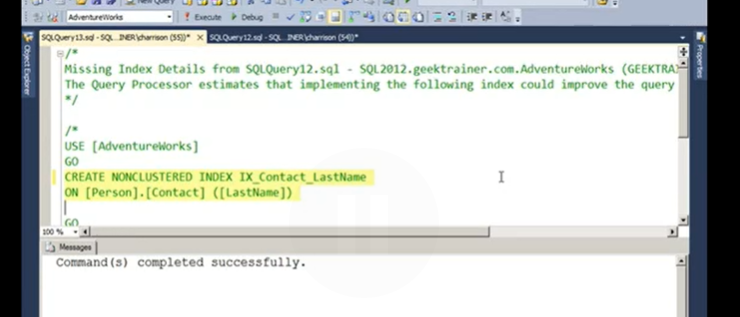 New Query
AdventureWorks
Execute
Debug
SQLQuery13.sql - SQL...INER\charrison (55))*
SQLQuery12.sql - SQL...INER\charrison (54))*
Object Explorer
Properties
/*
Missing Index Details from SQLQuery12.sql - SQL2012.geektrainer.com.AdventureWorks (GEEKTRAI
The Query Processor estimates that implementing the following index could improve the query
*/
/*
USE [AdventureWorks]
GO
CREATE NONCLUSTERED INDEX IX_Contact_LastName
ON [Person].[Contact] ([LastName])
GO
100 %
Messages
Command(s) completed successfully.